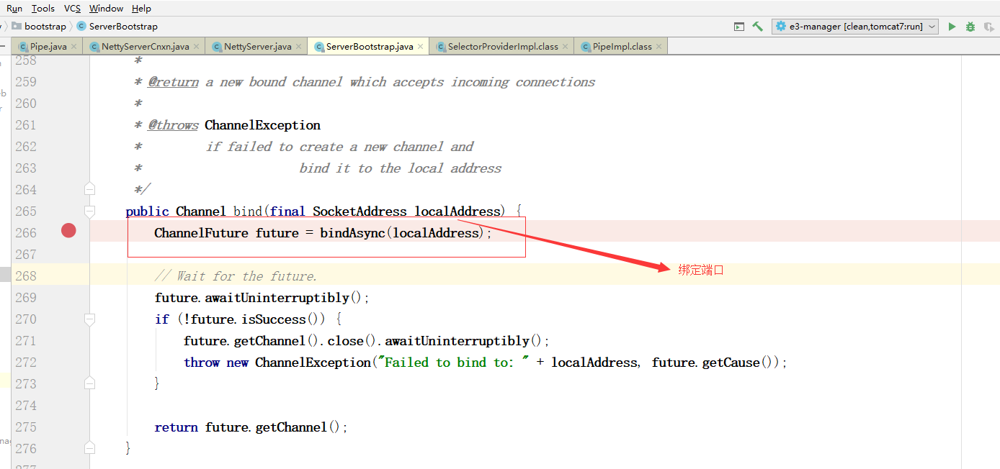 Run Tools VCS Window Help
bootstrap ServerBootstrap
e3-manager [clean,tomcat7:run]
Pipe.java NettyServerCnxn.java NettyServer.java ServerBootstrap.java SelectorProviderImpl.class PipeImpl.class
258 *
259 * @return a new bound channel which accepts incoming connections
260 *
261 * @throws ChannelException
262 * if failed to create a new channel and
263 * bind it to the local address
264 */
265 public Channel bind(final SocketAddress localAddress) {
266 ChannelFuture future = bindAsync(localAddress);
267
268 // Wait for the future.
绑定端口
269 future.awaitUninterruptibly();
270 if (!future.isSuccess()) {
271 future.getChannel().close().awaitUninterruptibly();
272 throw new ChannelException("Failed to bind to: " + localAddress, future.getCause());
273 }
274
275 return future.getChannel();
276 }
277